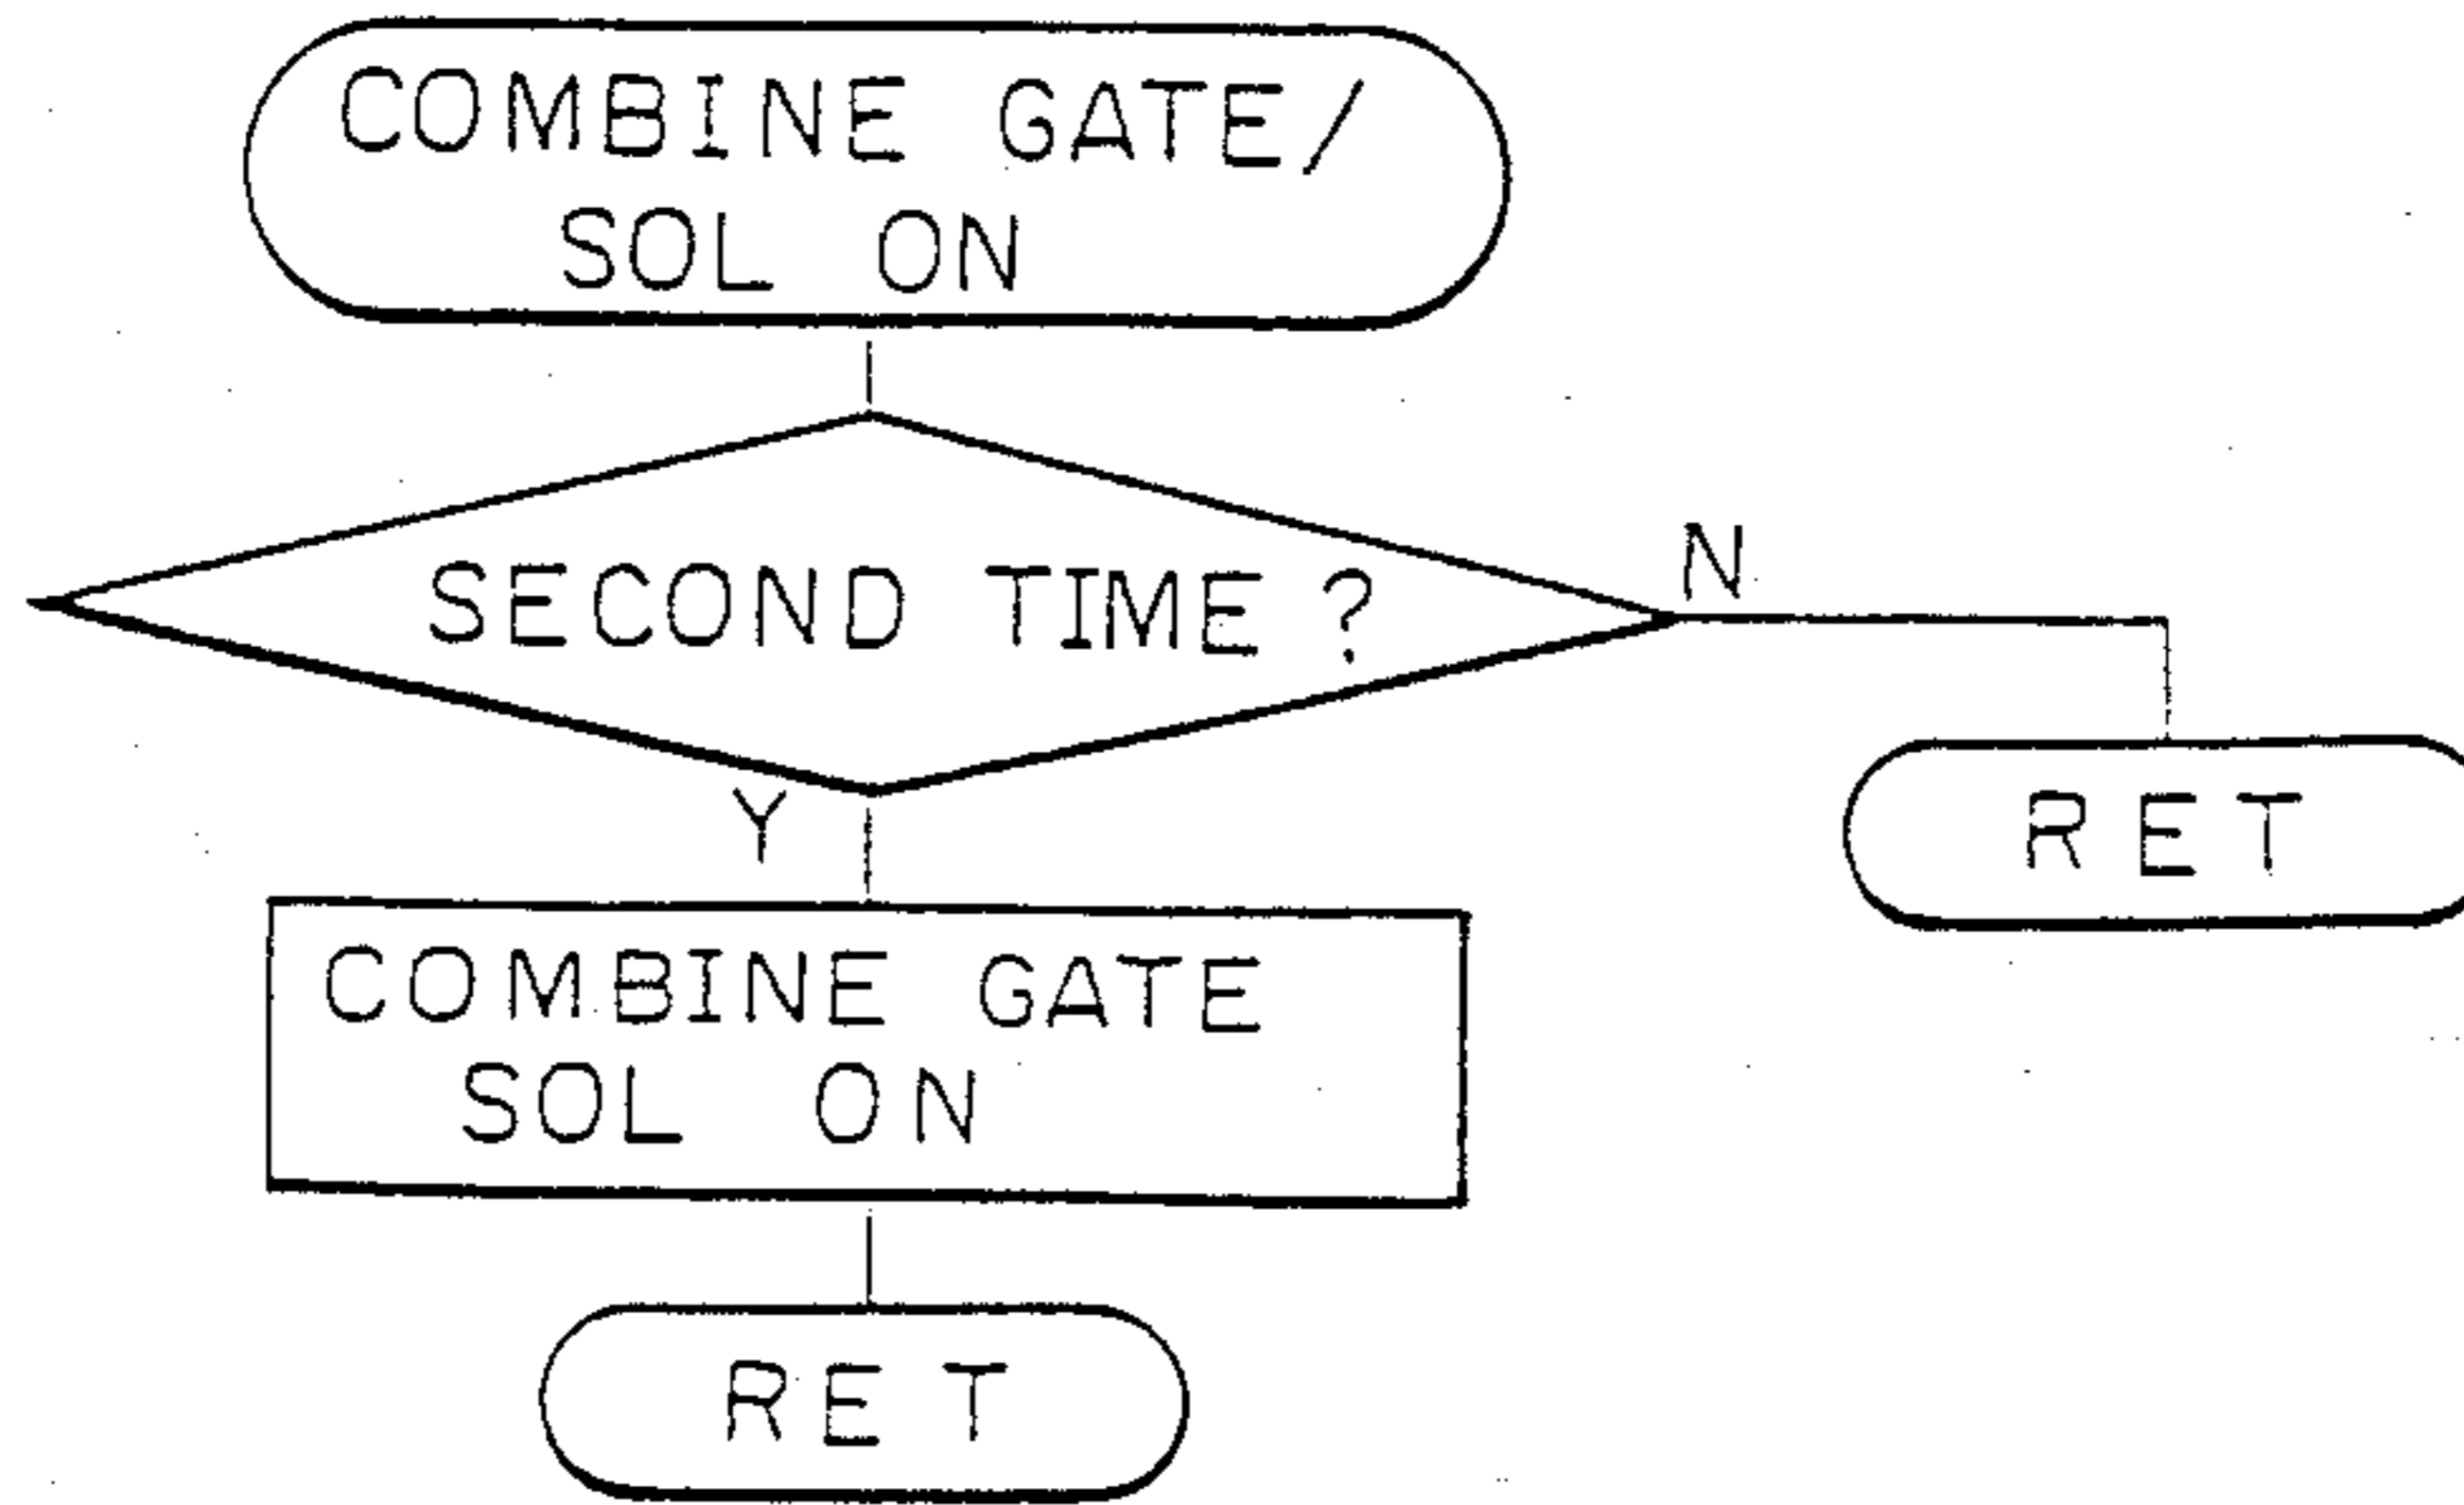 COMBINE GATE/
SOL ON
SECOND TIME ?
N
RET
Y
COMBINE GATE
SOL ON
RET